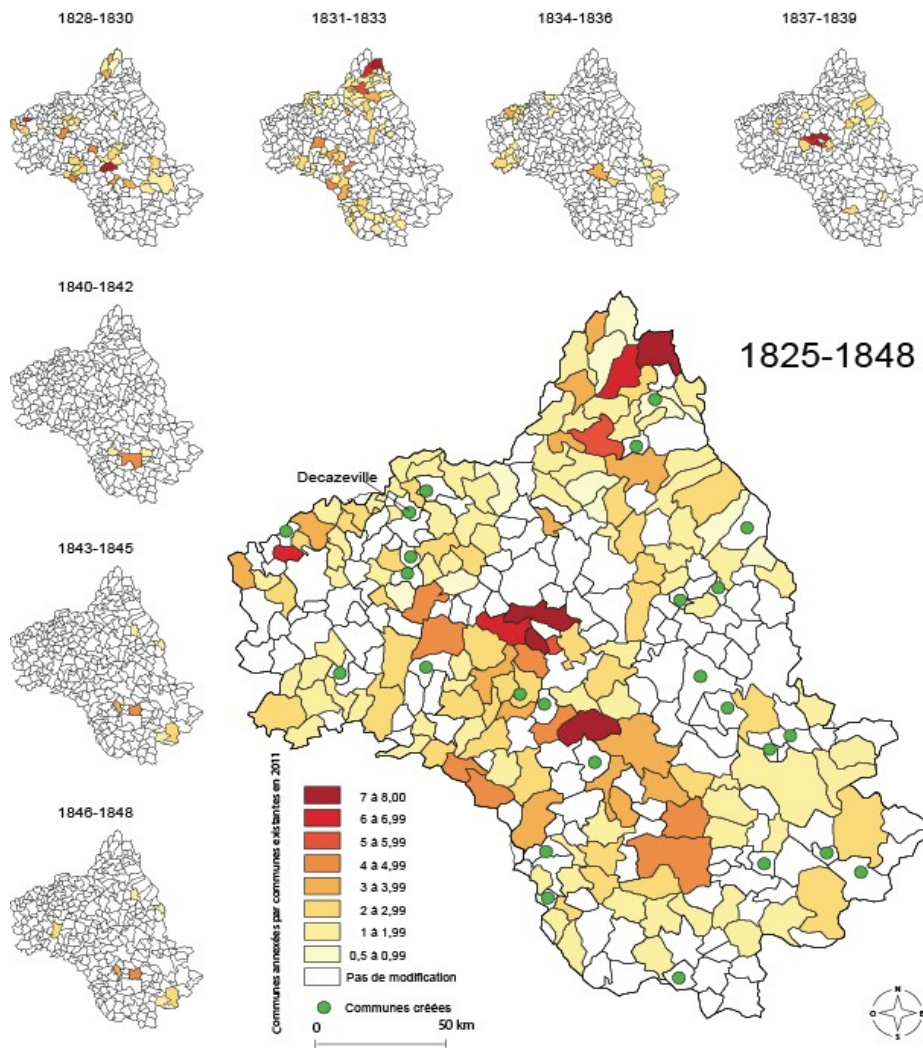 1828-1830
1831-1833
1834-1836
1837-1839
1840-1842
1825-1848
Decazeville
1843-1845
1846-1848
Communes annexées par communes existantes en 2011
7 à 8,00
6 à 6,99
5 à 5,99
4 à 4,99
3 à 3,99
2 à 2,99
1 à 1,99
0,5 à 0,99
Pas de modification
Communes créées
0 50 km
N
O E
S